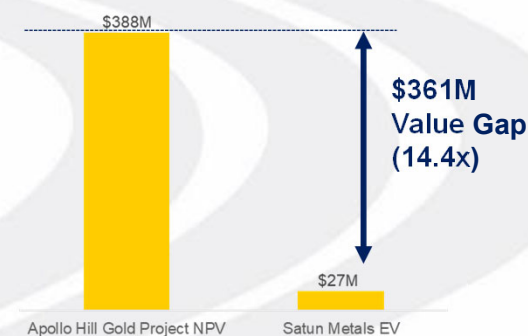 $388M
$361M
Value Gap
(14.4x)
$27M
Apollo Hill Gold Project NPV
Satun Metals EV